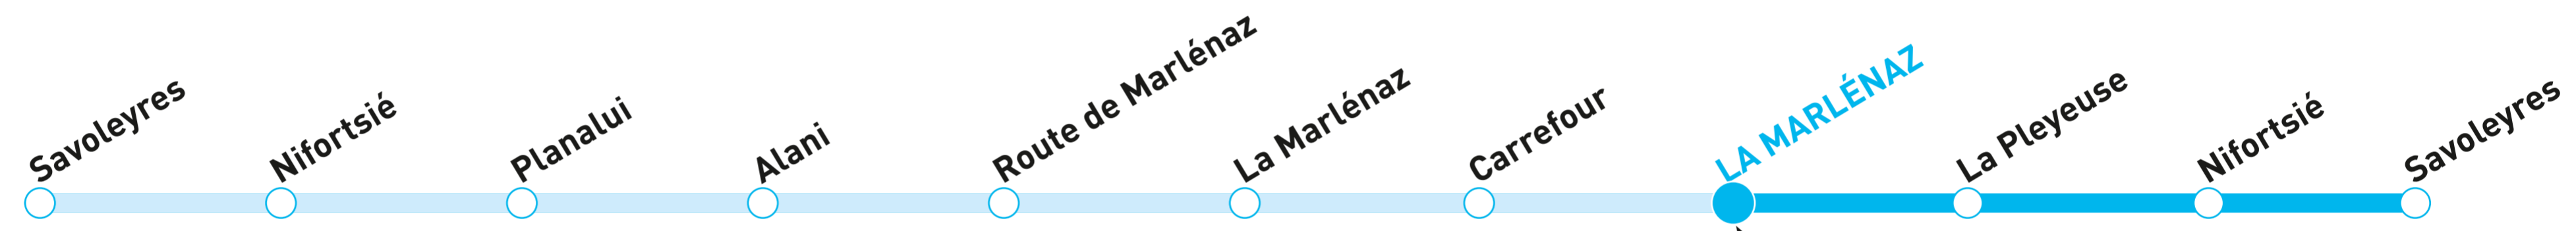 Savoleyres
Nifortsié
Planalui
Alani
Route de Marlénaz
La Marlénaz
Carrefour
LA MARLÉNAZ
La Pleyeuse
Nifortsié
Savoleyres